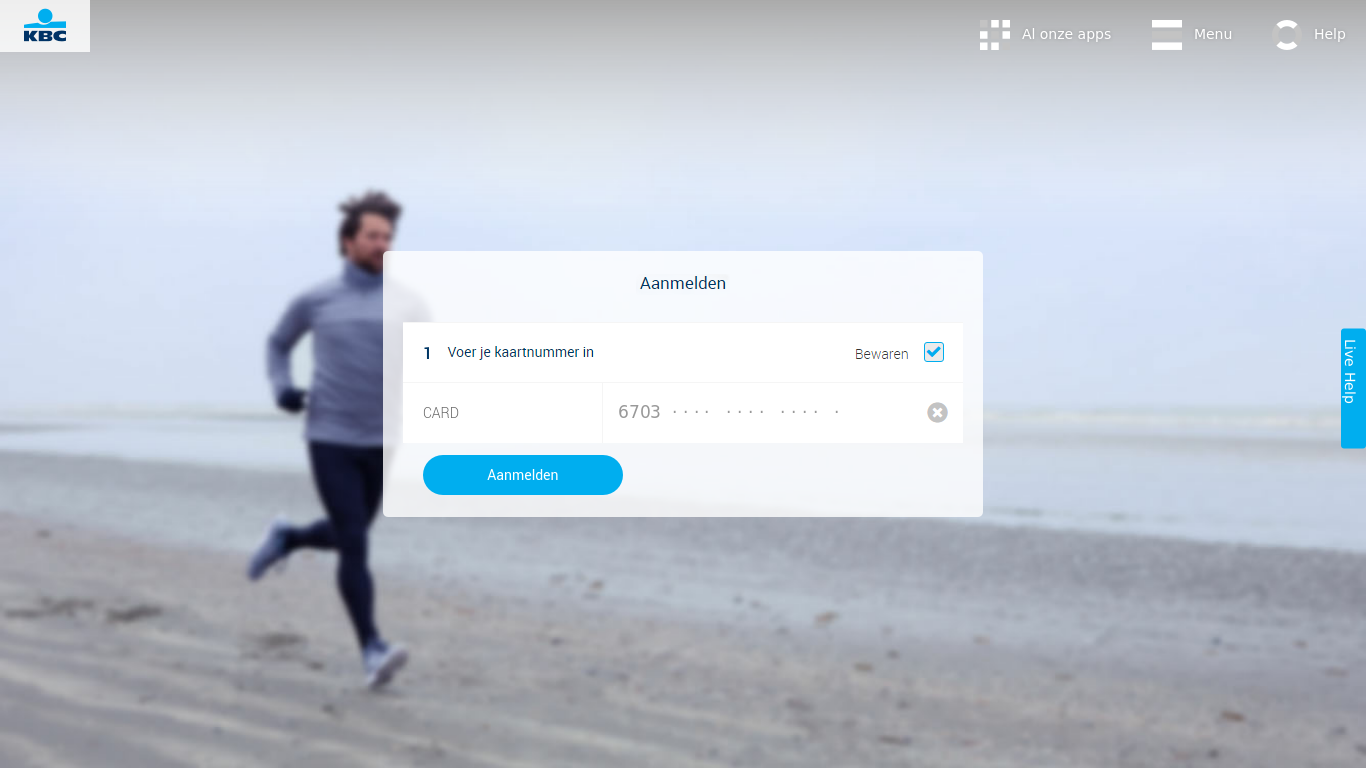 KBC
Al onze apps
Menu
Help
Aanmelden
1 Voer je kaartnummer in
Bewaren
CARD
6703 ···· ···· ···· ·
Aanmelden
Live Help